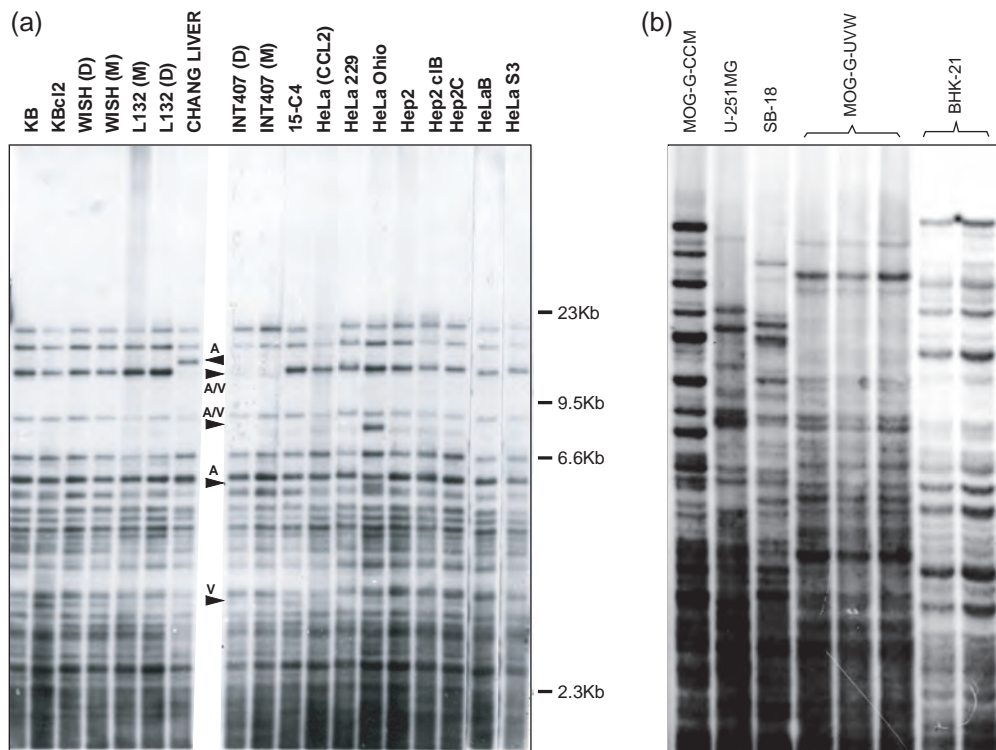 (a)
KB
KBcl2
WISH (D)
WISH (M)
L132 (M)
L132 (D)
CHANG LIVER
INT407 (D)
INT407 (M)
15-C4
HeLa (CCL2)
HeLa 229
HeLa Ohio
Hep2
Hep2 clB
Hep2C
HeLaB
HeLa S3
A
A/V
A/V
A
V
23Kb
9.5Kb
6.6Kb
2.3Kb
(b)
MOG-G-CCM
U-251MG
SB-18
MOG-G-UVW
BHK-21